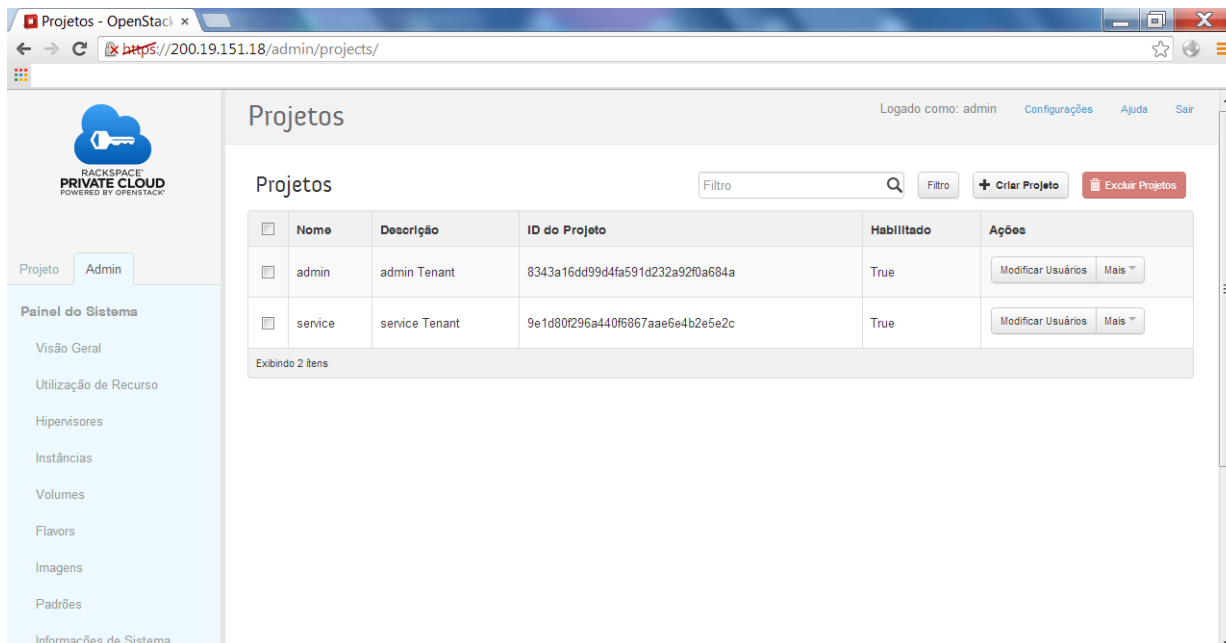 Projetos - OpenStack ×
https://200.19.151.18/admin/projects/
RACKSPACE®
PRIVATE CLOUD
POWERED BY OPENSTACK®
Projetos
Logado como: admin Configurações Ajuda Sair
Projetos
Filtro Filtro + Criar Projeto Excluir Projetos
Nome Descrição ID do Projeto Habilitado Ações
admin admin Tenant 8343a16dd99d4fa591d232a92f0a684a True Modificar Usuários Mais
service service Tenant 9e1d80f296a440f6867aae6e4b2e5e2c True Modificar Usuários Mais
Exibindo 2 ítens
Projeto Admin
Painel do Sistema
Visão Geral
Utilização de Recurso
Hipervisores
Instâncias
Volumes
Flavors
Imagens
Padrões
Informações de Sistema